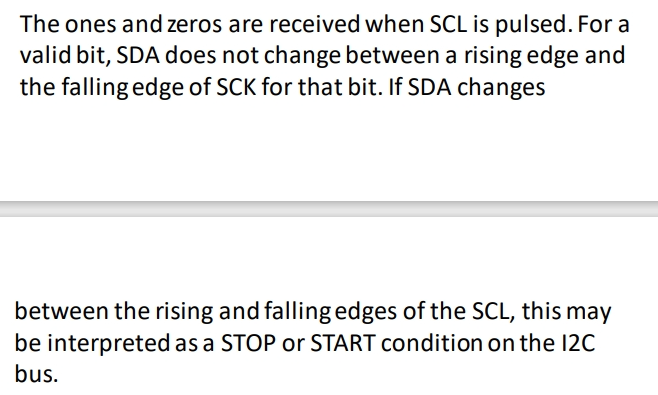 The ones and zeros are received when SCL is pulsed. For a
valid bit, SDA does not change between a rising edge and
the falling edge of SCK for that bit. If SDA changes
between the rising and falling edges of the SCL, this may
be interpreted as a STOP or START condition on the I2C
bus.